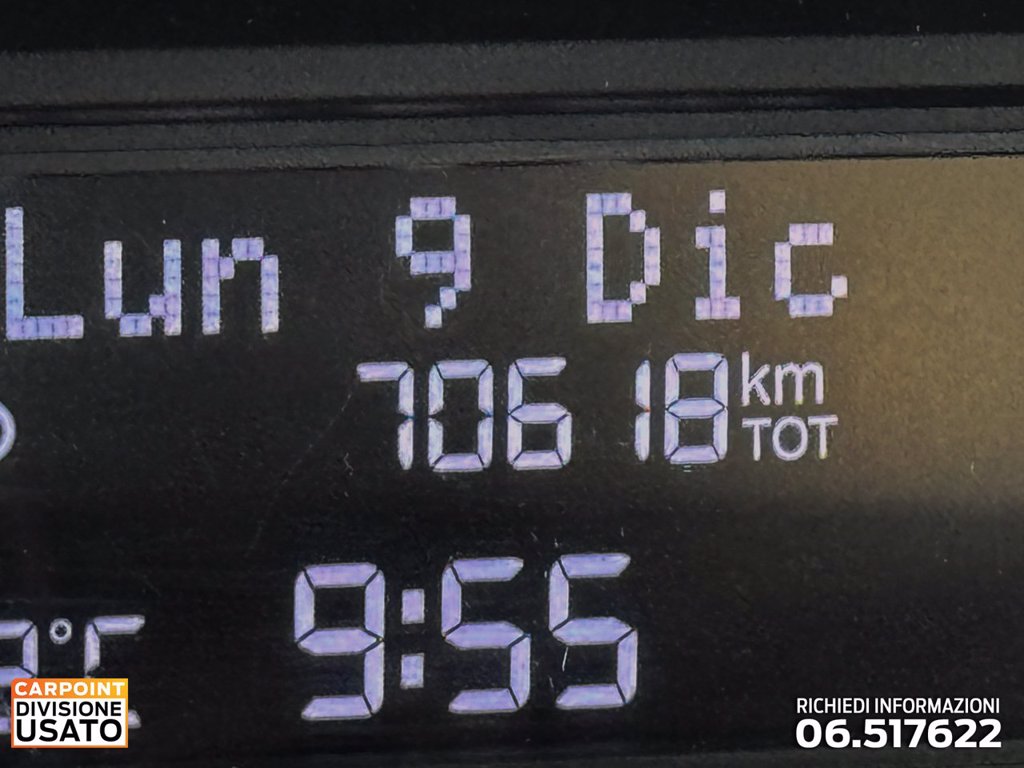 Lun 9 Dic
70618 km
TOT
9:55
°C
CARPOINT
DIVISIONE
USATO
RICHIEDI INFORMAZIONI
06.517622